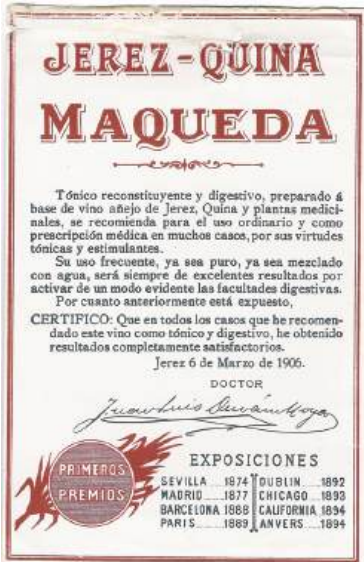 JEREZ-QUINA
MAQUEDA
Tónico reconstituyente y digestivo, preparado á
base de vino añejo de Jerez, Quina y plantas medici-
nales, se recomienda para el uso ordinario y como
prescripción médica en muchos casos, por sus virtudes
tónicas y estimulantes.
Su uso frecuente, ya sea puro, ya sea mezclado
con agua, será siempre de excelentes resultados por
activar de un modo evidente las facultades digestivas.
Por cuanto anteriormente está expuesto,
CERTIFICO: Que en todos los casos que he recomen-
dado este vino como tónico y digestivo, he obtenido
resultados completamente satisfactorios.
Jerez 6 de Marzo de 1906.
DOCTOR
Juan Luis Durán Moya
PRIMEROS
PREMIOS
EXPOSICIONES
SEVILLA 1874
MADRID 1877
BARCELONA 1888
PARIS 1889
DUBLIN 1892
CHICAGO 1893
CALIFORNIA 1894
ANVERS 1894